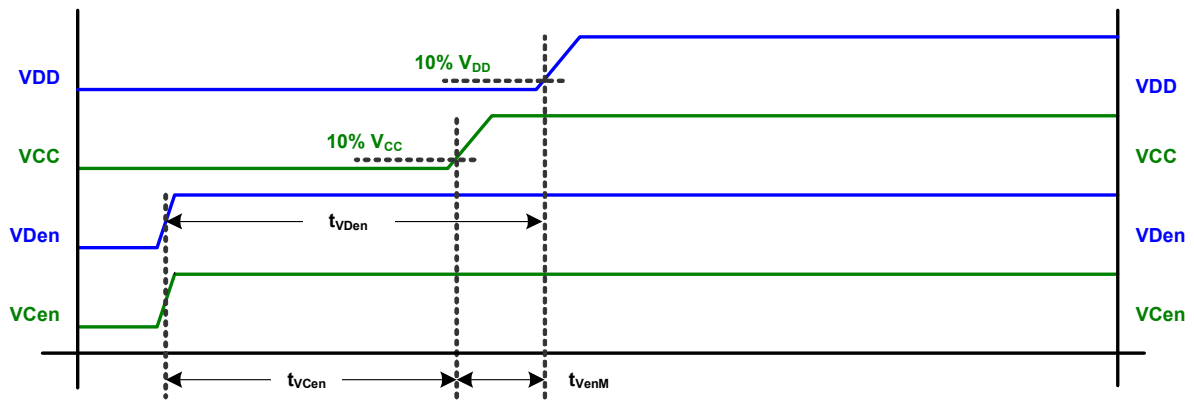 10% VDD
VDD
VDD
10% VCC
VCC
VCC
tVDen
VDen
VDen
VCen
VCen
tVCen
tVenM